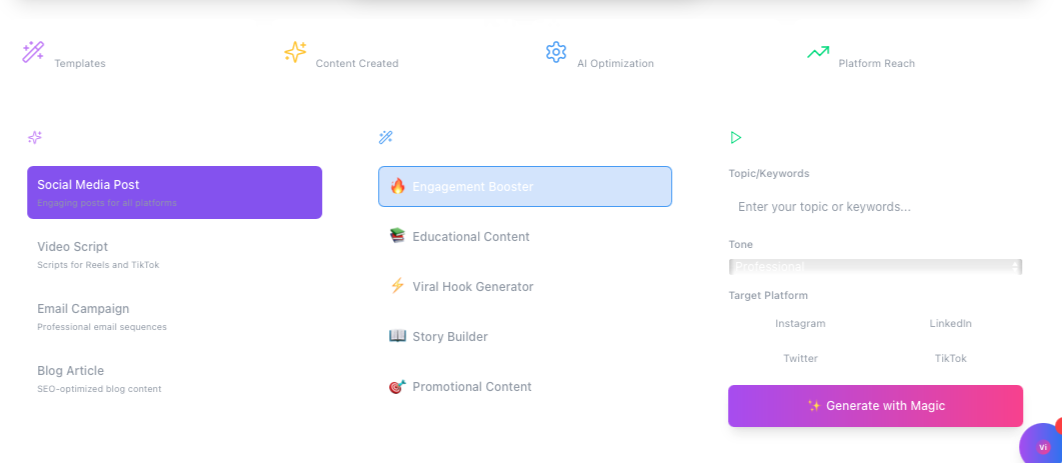 Templates
Content Created
AI Optimization
Platform Reach
Social Media Post
Engaging posts for all platforms
Video Script
Scripts for Reels and TikTok
Email Campaign
Professional email sequences
Blog Article
SEO-optimized blog content
Engagement Booster
Educational Content
Viral Hook Generator
Story Builder
Promotional Content
Topic/Keywords
Enter your topic or keywords...
Tone
Professional
Target Platform
Instagram
LinkedIn
Twitter
TikTok
✨ Generate with Magic
vi